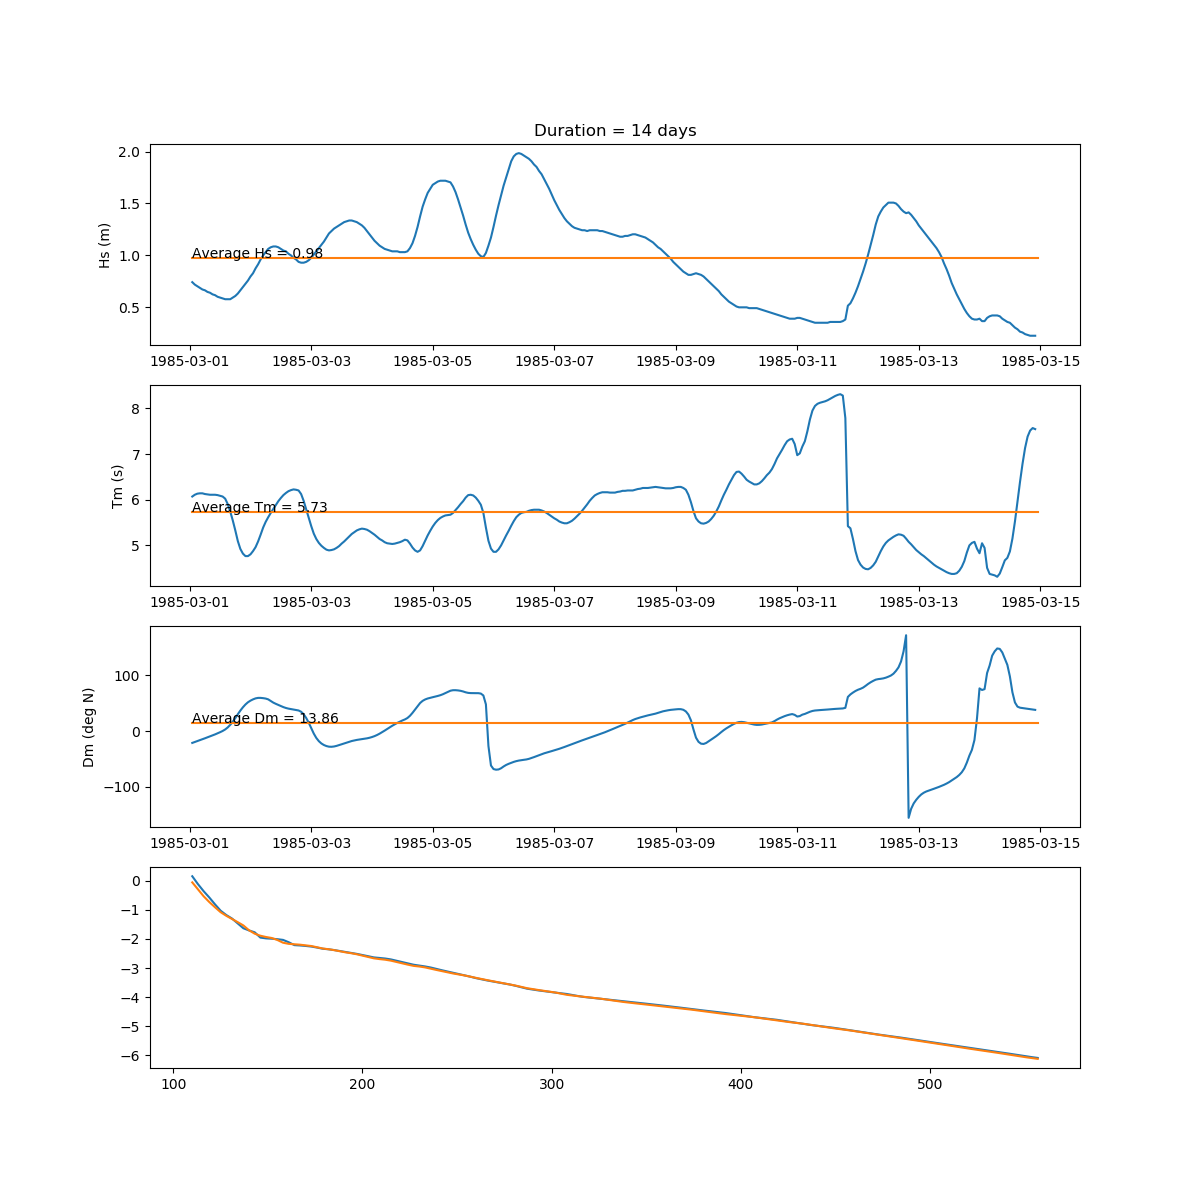 Duration = 14 days
2.0
1.5
1.0
0.5
Hs (m)
Average Hs = 0.98
1985-03-01 1985-03-03 1985-03-05 1985-03-07 1985-03-09 1985-03-11 1985-03-13 1985-03-15
8
7
6
5
Tm (s)
Average Tm = 5.73
1985-03-01 1985-03-03 1985-03-05 1985-03-07 1985-03-09 1985-03-11 1985-03-13 1985-03-15
100
0
−100
Dm (deg N)
Average Dm = 13.86
1985-03-01 1985-03-03 1985-03-05 1985-03-07 1985-03-09 1985-03-11 1985-03-13 1985-03-15
0
−1
−2
−3
−4
−5
−6
100 200 300 400 500